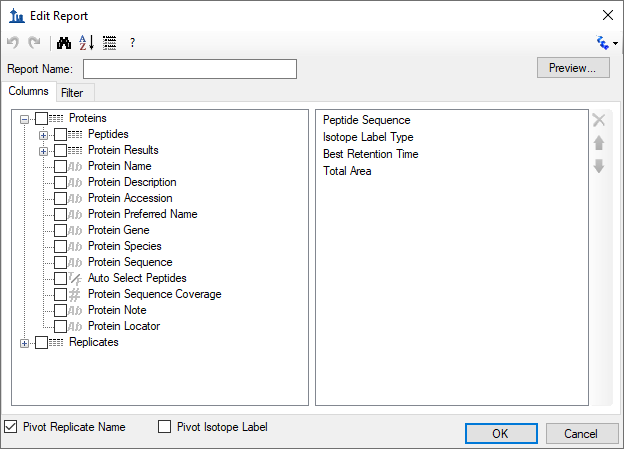 Edit Report
?
Report Name:
Preview...
Columns
Filter
Proteins
Peptides
Protein Results
Ab Protein Name
Ab Protein Description
Ab Protein Accession
Ab Protein Preferred Name
Ab Protein Gene
Ab Protein Species
Ab Protein Sequence
T/F Auto Select Peptides
# Protein Sequence Coverage
Ab Protein Note
Ab Protein Locator
Replicates
Peptide Sequence
Isotope Label Type
Best Retention Time
Total Area
Pivot Replicate Name
Pivot Isotope Label
OK
Cancel